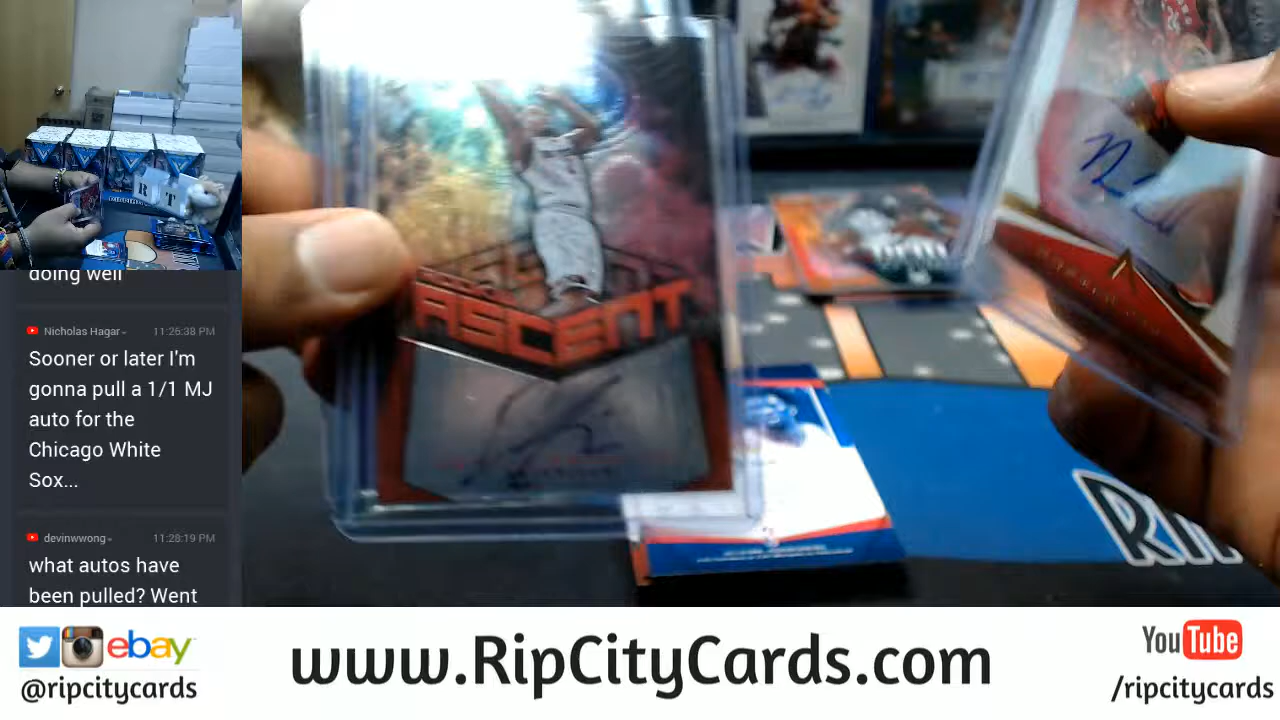 R
T
doing well
Nicholas Hagar
11:26:38 PM
Sooner or later I'm
gonna pull a 1/1 MJ
auto for the
Chicago White
Sox...
devinwwong
11:28:19 PM
what autos have
been pulled? Went
ASCENT
RIP
ebay
@ripcitycards
www.RipCityCards.com
YouTube
/ripcitycards